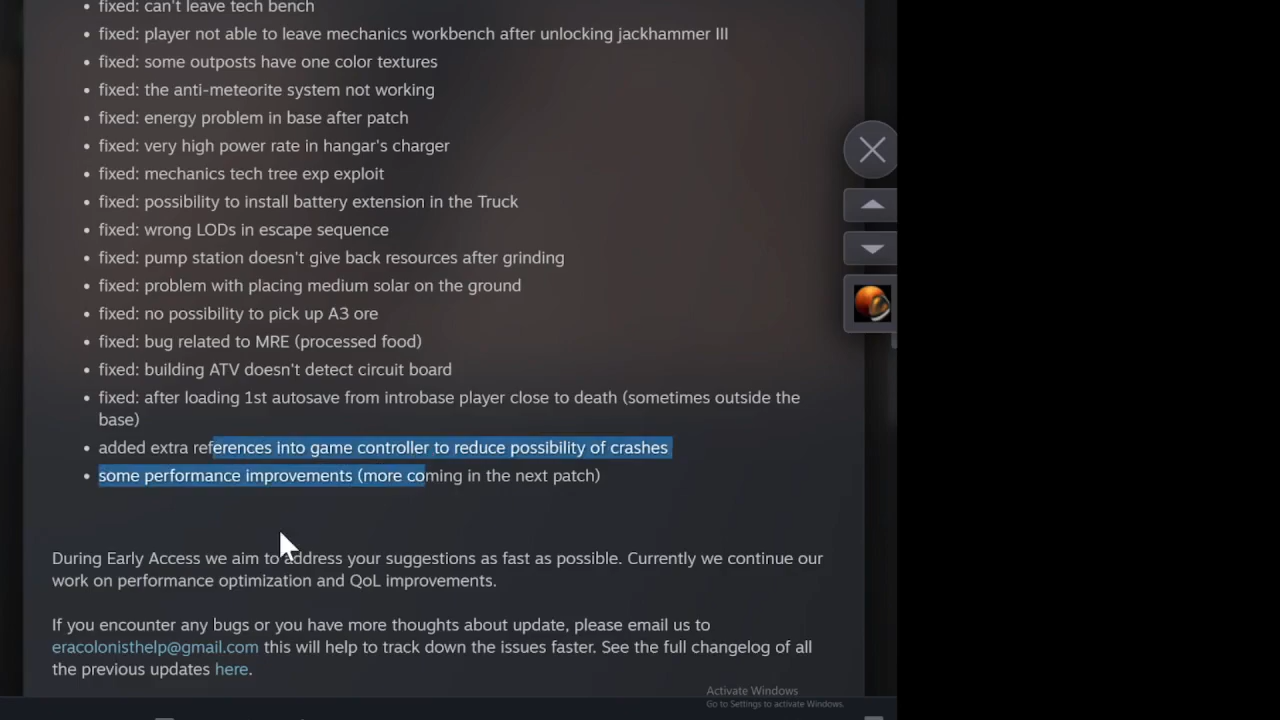 fixed: can't leave tech bench
fixed: player not able to leave mechanics workbench after unlocking jackhammer III
fixed: some outposts have one color textures
fixed: the anti-meteorite system not working
fixed: energy problem in base after patch
fixed: very high power rate in hangar's charger
fixed: mechanics tech tree exp exploit
fixed: possibility to install battery extension in the Truck
fixed: wrong LODs in escape sequence
fixed: pump station doesn't give back resources after grinding
fixed: problem with placing medium solar on the ground
fixed: no possibility to pick up A3 ore
fixed: bug related to MRE (processed food)
fixed: building ATV doesn't detect circuit board
fixed: after loading 1st autosave from introbase player close to death (sometimes outside the
base)
added extra references into game controller to reduce possibility of crashes
some performance improvements (more coming in the next patch)
During Early Access we aim to address your suggestions as fast as possible. Currently we continue our
work on performance optimization and QoL improvements.
If you encounter any bugs or you have more thoughts about update, please email us to
eracolonisthelp@gmail.com this will help to track down the issues faster. See the full changelog of all
the previous updates here.
Activate Windows
Go to Settings to activate Windows.